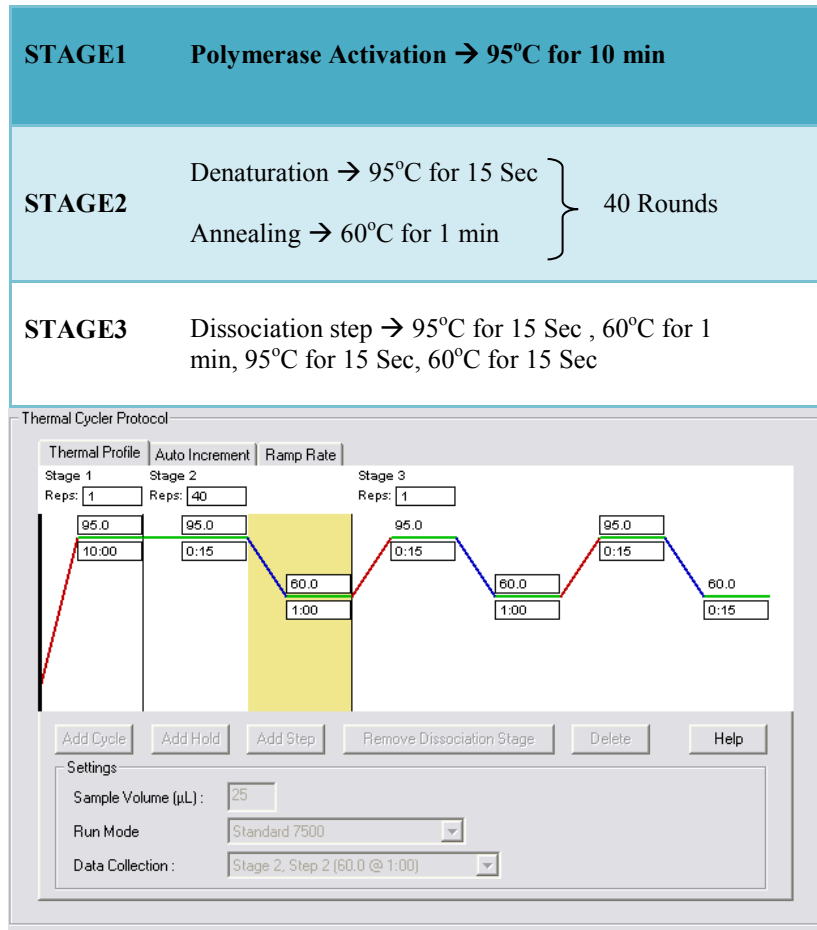 STAGE1 Polymerase Activation → 95°C for 10 min
Denaturation → 95°C for 15 Sec
STAGE2 40 Rounds
Annealing → 60°C for 1 min
STAGE3 Dissociation step → 95°C for 15 Sec , 60°C for 1
min, 95°C for 15 Sec, 60°C for 15 Sec
Thermal Cycler Protocol
Thermal Profile Auto Increment Ramp Rate
Stage 1 Stage 2 Stage 3
Reps: 1 Reps: 40 Reps: 1
95.0 95.0 95.0 95.0
10:00 0:15 0:15 0:15
60.0 60.0 60.0
1:00 1:00 0:15
Add Cycle Add Hold Add Step Remove Dissociation Stage Delete Help
Settings
Sample Volume (µL) : 25
Run Mode Standard 7500
Data Collection : Stage 2, Step 2 (60.0 @ 1:00)